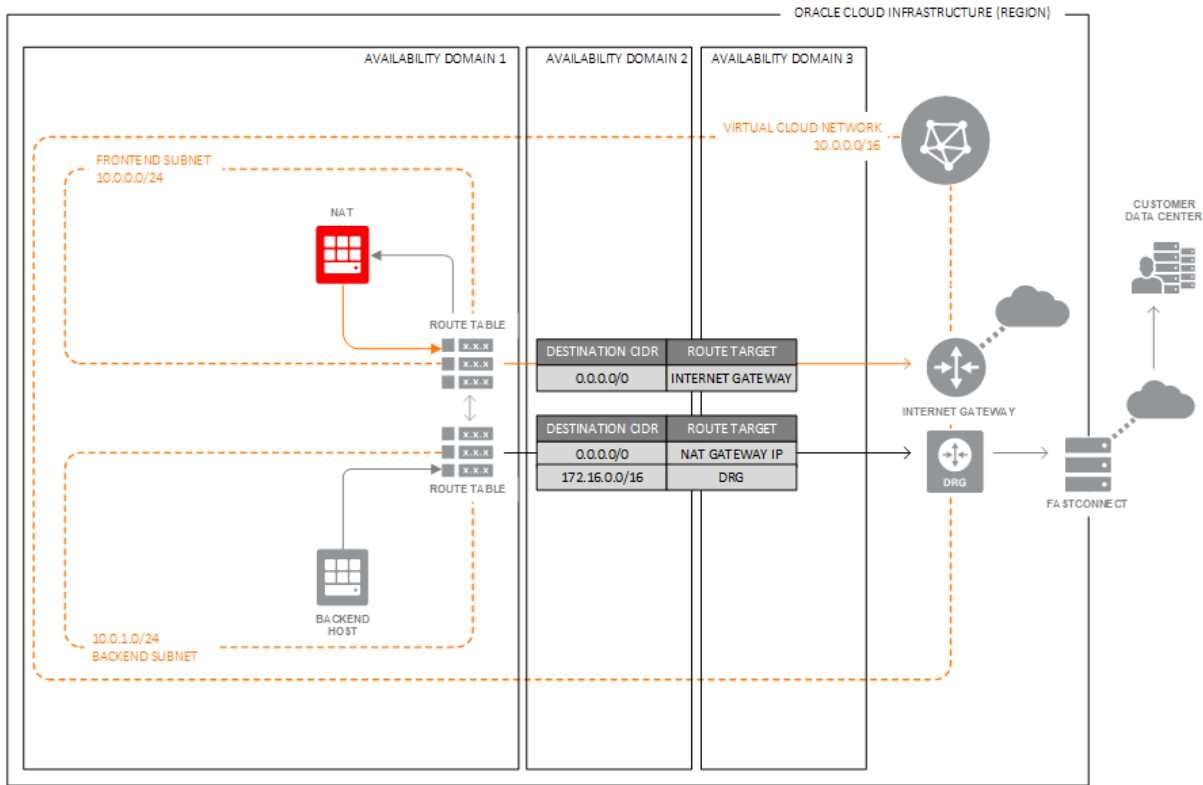 ORACLE CLOUD INFRASTRUCTURE (REGION)
AVAILABILITY DOMAIN 1
AVAILABILITY DOMAIN 2
AVAILABILITY DOMAIN 3
VIRTUAL CLOUD NETWORK
10.0.0.0/16
FRONTEND SUBNET
10.0.0.0/24
NAT
CUSTOMER
DATA CENTER
ROUTE TABLE
x.x.x
x.x.x
x.x.x
DESTINATION CIDR ROUTE TARGET
0.0.0.0/0 INTERNET GATEWAY
INTERNET GATEWAY
x.x.x
x.x.x
x.x.x
ROUTE TABLE
DESTINATION CIDR ROUTE TARGET
0.0.0.0/0 NAT GATEWAY IP
172.16.0.0/16 DRG
DRG
FASTCONNECT
BACKEND
HOST
10.0.1.0/24
BACKEND SUBNET